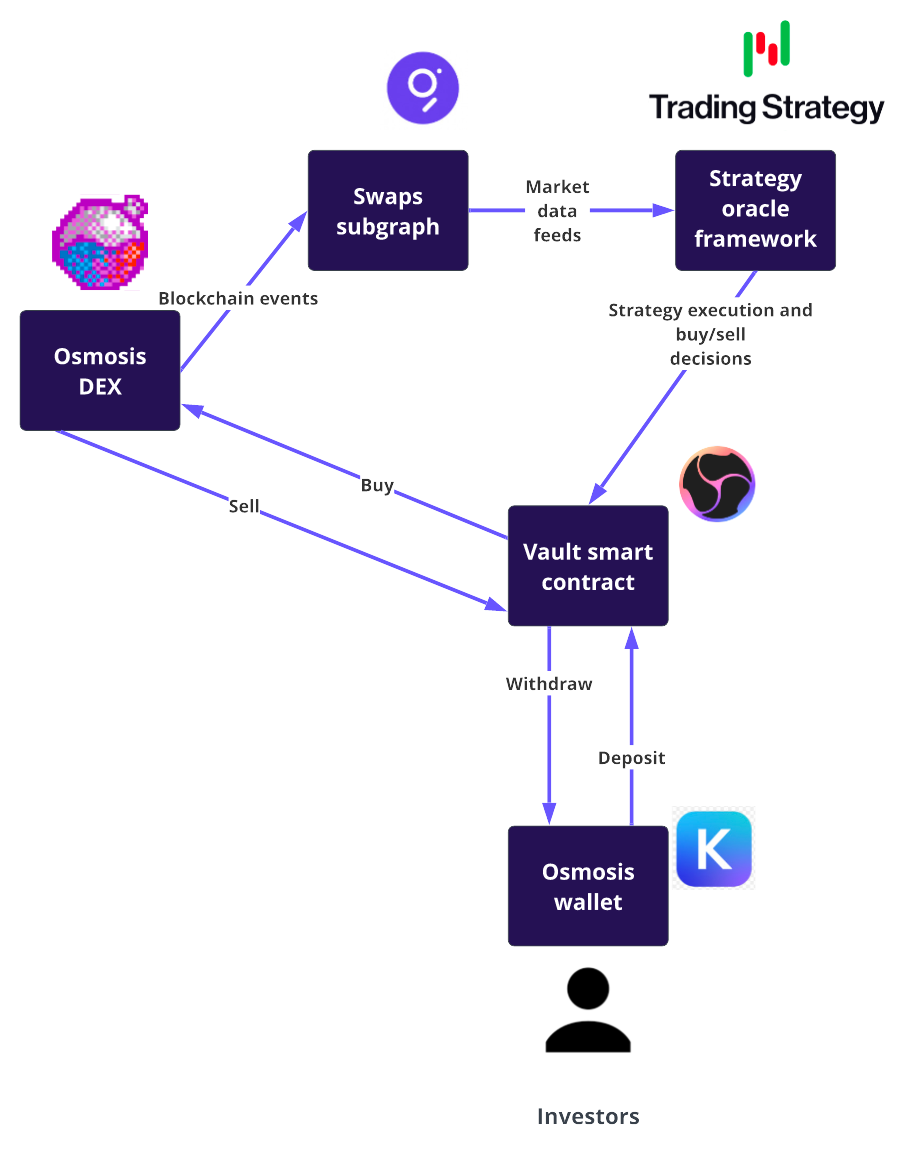 Trading Strategy
Swaps
subgraph
Market
data
feeds
Strategy
oracle
framework
Blockchain events
Strategy execution and
buy/sell
decisions
Osmosis
DEX
Buy
Sell
Vault smart
contract
Withdraw
Deposit
Osmosis
wallet
K
Investors